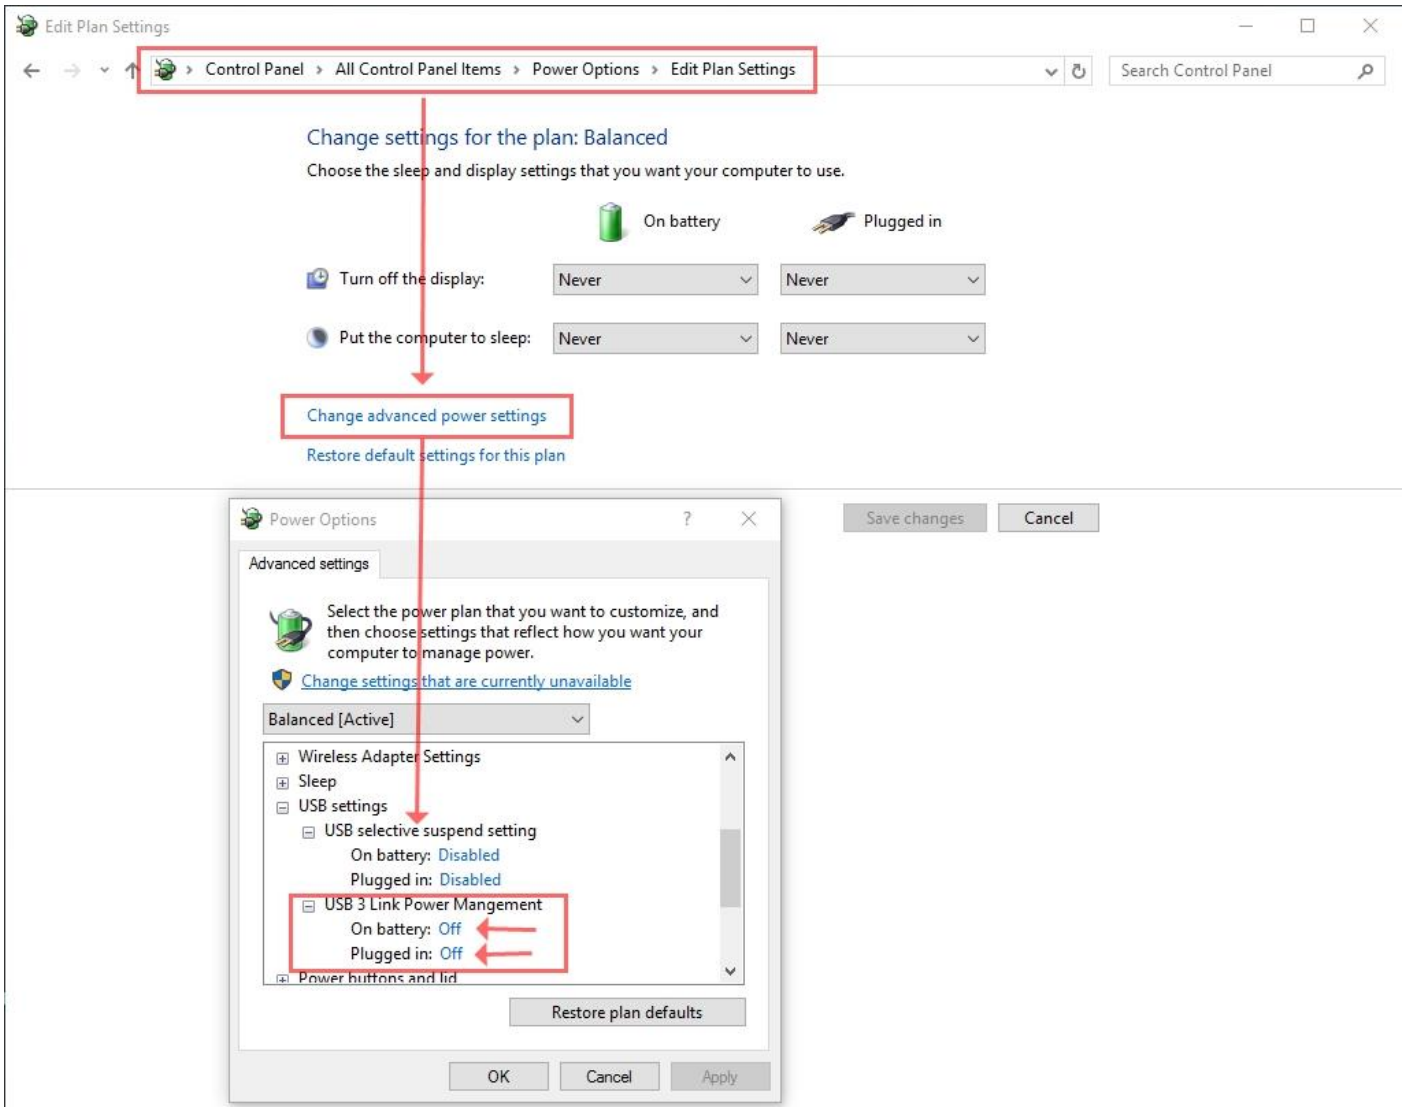 Edit Plan Settings
Control Panel > All Control Panel Items > Power Options > Edit Plan Settings
Search Control Panel
Change settings for the plan: Balanced
Choose the sleep and display settings that you want your computer to use.
On battery
Plugged in
Turn off the display:
Never
Never
Put the computer to sleep:
Never
Never
Change advanced power settings
Restore default settings for this plan
Save changes
Cancel
Power Options
?
Advanced settings
Select the power plan that you want to customize, and
then choose settings that reflect how you want your
computer to manage power.
Change settings that are currently unavailable
Balanced [Active]
Wireless Adapter Settings
Sleep
USB settings
USB selective suspend setting
On battery: Disabled
Plugged in: Disabled
USB 3 Link Power Mangement
On battery: Off
Plugged in: Off
Power buttons and lid
Restore plan defaults
OK
Cancel
Apply